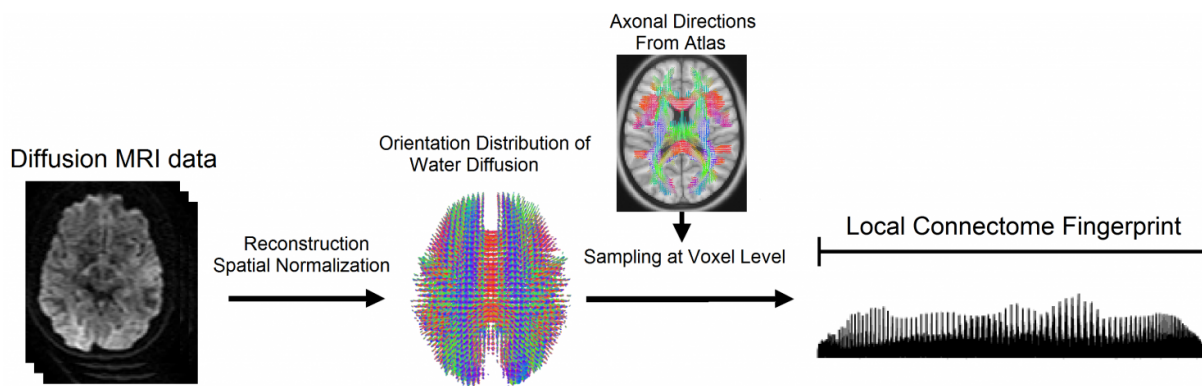 Diffusion MRI data
Reconstruction
Spatial Normalization
Orientation Distribution of
Water Diffusion
Axonal Directions
From Atlas
Sampling at Voxel Level
Local Connectome Fingerprint